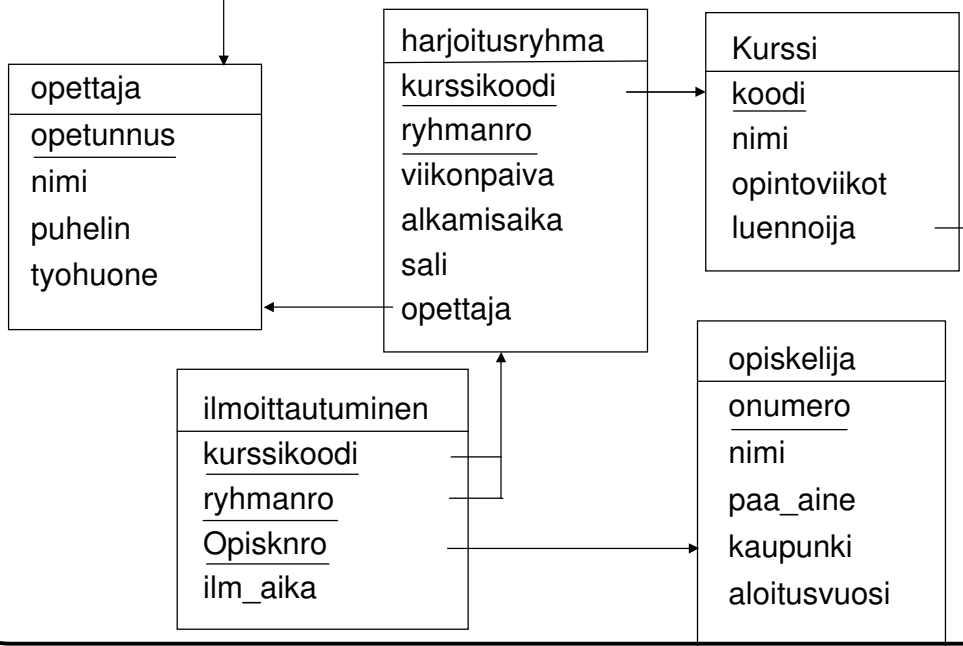 opettaja
opetunnus
nimi
puhelin
tyohuone
harjoitusryhma
kurssikoodi
ryhmanro
viikonpaiva
alkamisaika
sali
opettaja
Kurssi
koodi
nimi
opintoviikot
luennoija
ilmoittautuminen
kurssikoodi
ryhmanro
Opisknro
ilm_aika
opiskelija
onumero
nimi
paa_aine
kaupunki
aloitusvuosi